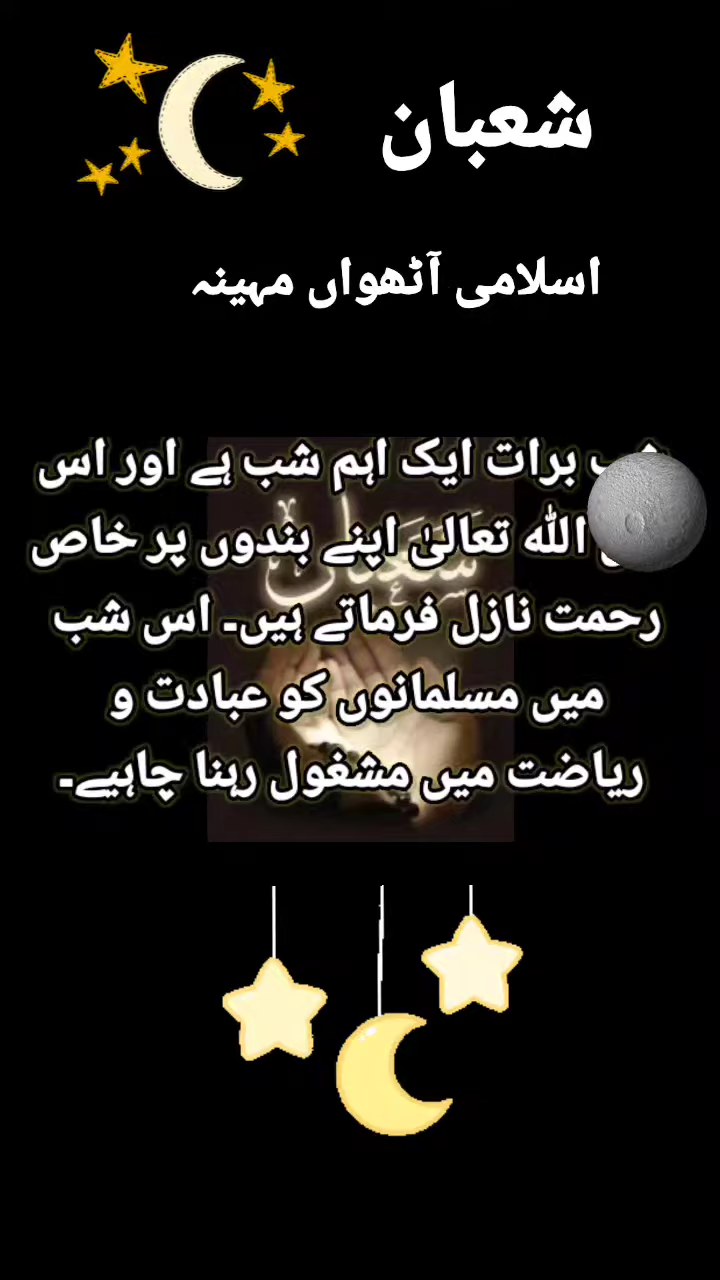 شعبان
اسلامی آٹھواں مہینہ
برات ایک اہم شب ہے اور اس
اللہ تعالیٰ اپنے بندوں پر خاص
رحمت نازل فرماتے ہیں۔ اس شب
میں مسلمانوں کو عبادت و
ریاضت میں مشغول رہنا چاہیے۔
شعبان